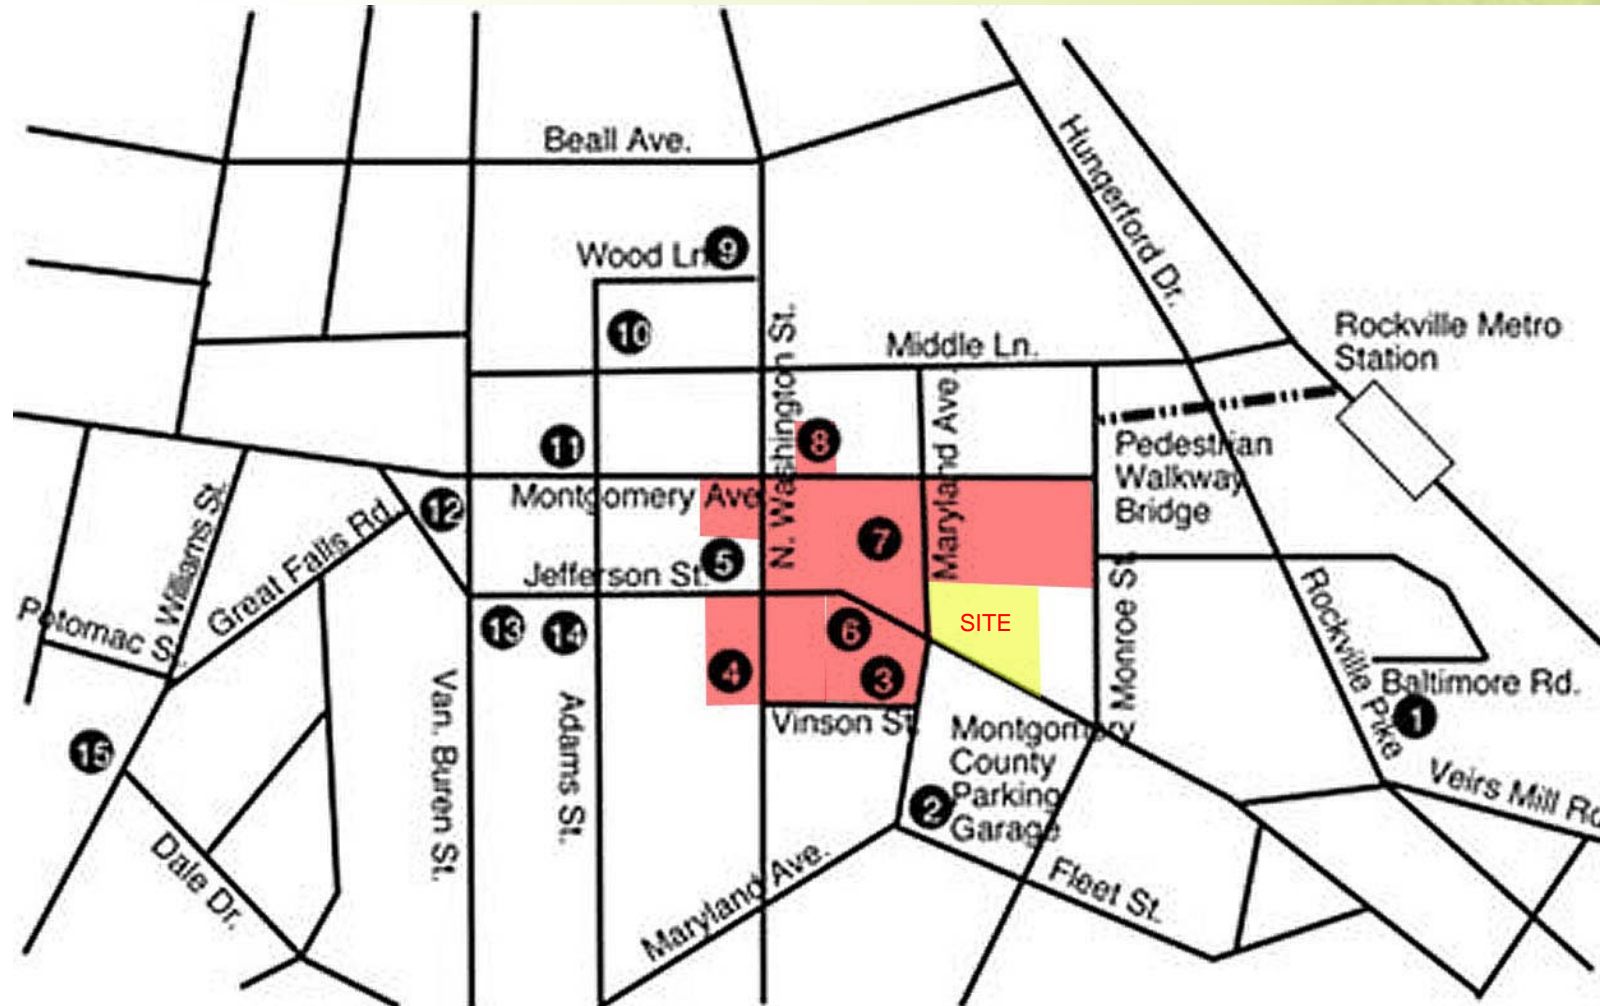 Beall Ave.
Hungerford Dr.
Wood Ln.
9
10
N. Washington St.
Middle Ln.
Rockville Metro
Station
Maryland Ave.
11
8
Pedestrian
Walkway
Bridge
Montgomery Ave.
12
Williams St.
Great Falls Rd.
7
5
Jefferson St.
Monroe St.
Rockville Pike
Potomac S..
13
14
6
SITE
4
3
Baltimore Rd.
1
Van. Buren St.
Adams St.
Vinson St.
Montgomery
County
Parking
Garage
2
15
Veirs Mill Rd
Dale Dr.
Maryland Ave.
Fleet St.